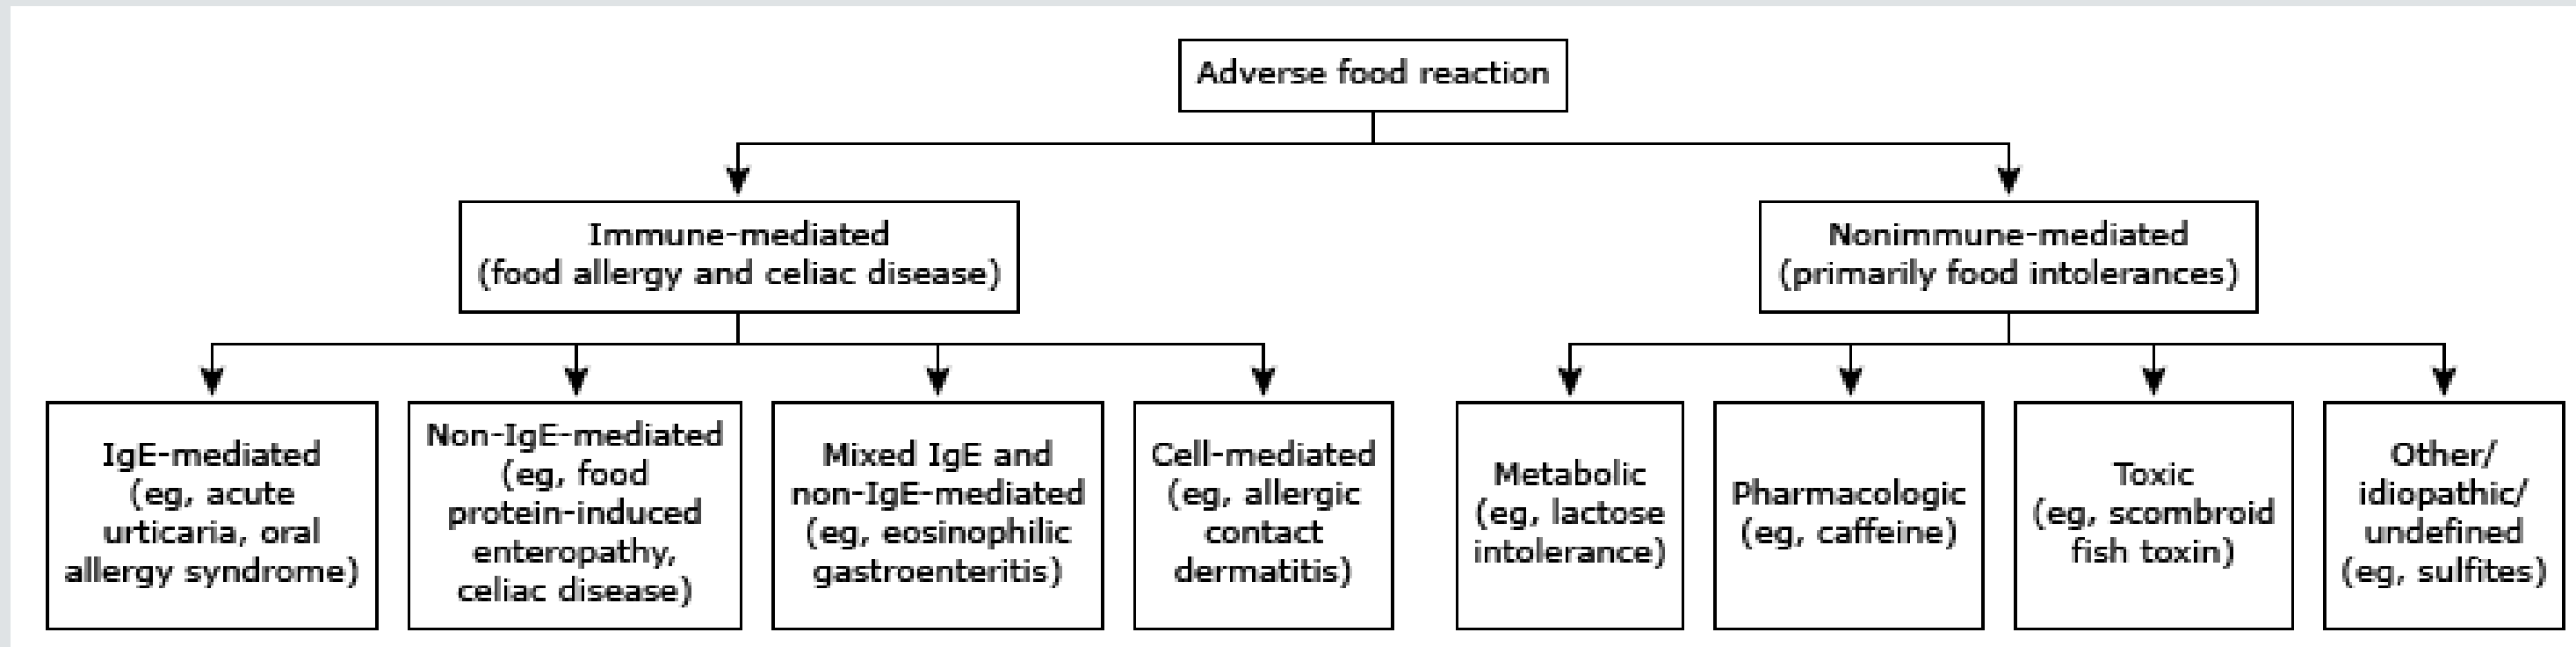 Adverse food reaction
Immune-mediated
(food allergy and celiac disease)
Nonimmune-mediated
(primarily food intolerances)
IgE-mediated
(eg, acute
urticaria, oral
allergy syndrome)
Non-IgE-mediated
(eg, food
protein-induced
enteropathy,
celiac disease)
Mixed IgE and
non-IgE-mediated
(eg, eosinophilic
gastroenteritis)
Cell-mediated
(eg, allergic
contact
dermatitis)
Metabolic
(eg, lactose
intolerance)
Pharmacologic
(eg, caffeine)
Toxic
(eg, scombroid
fish toxin)
Other/
idiopathic/
undefined
(eg, sulfites)